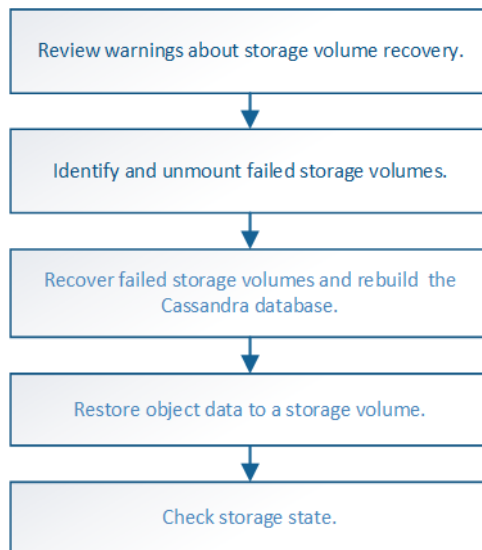 Review warnings about storage volume recovery.
Identify and unmount failed storage volumes.
Recover failed storage volumes and rebuild the
Cassandra database.
Restore object data to a storage volume.
Check storage state.